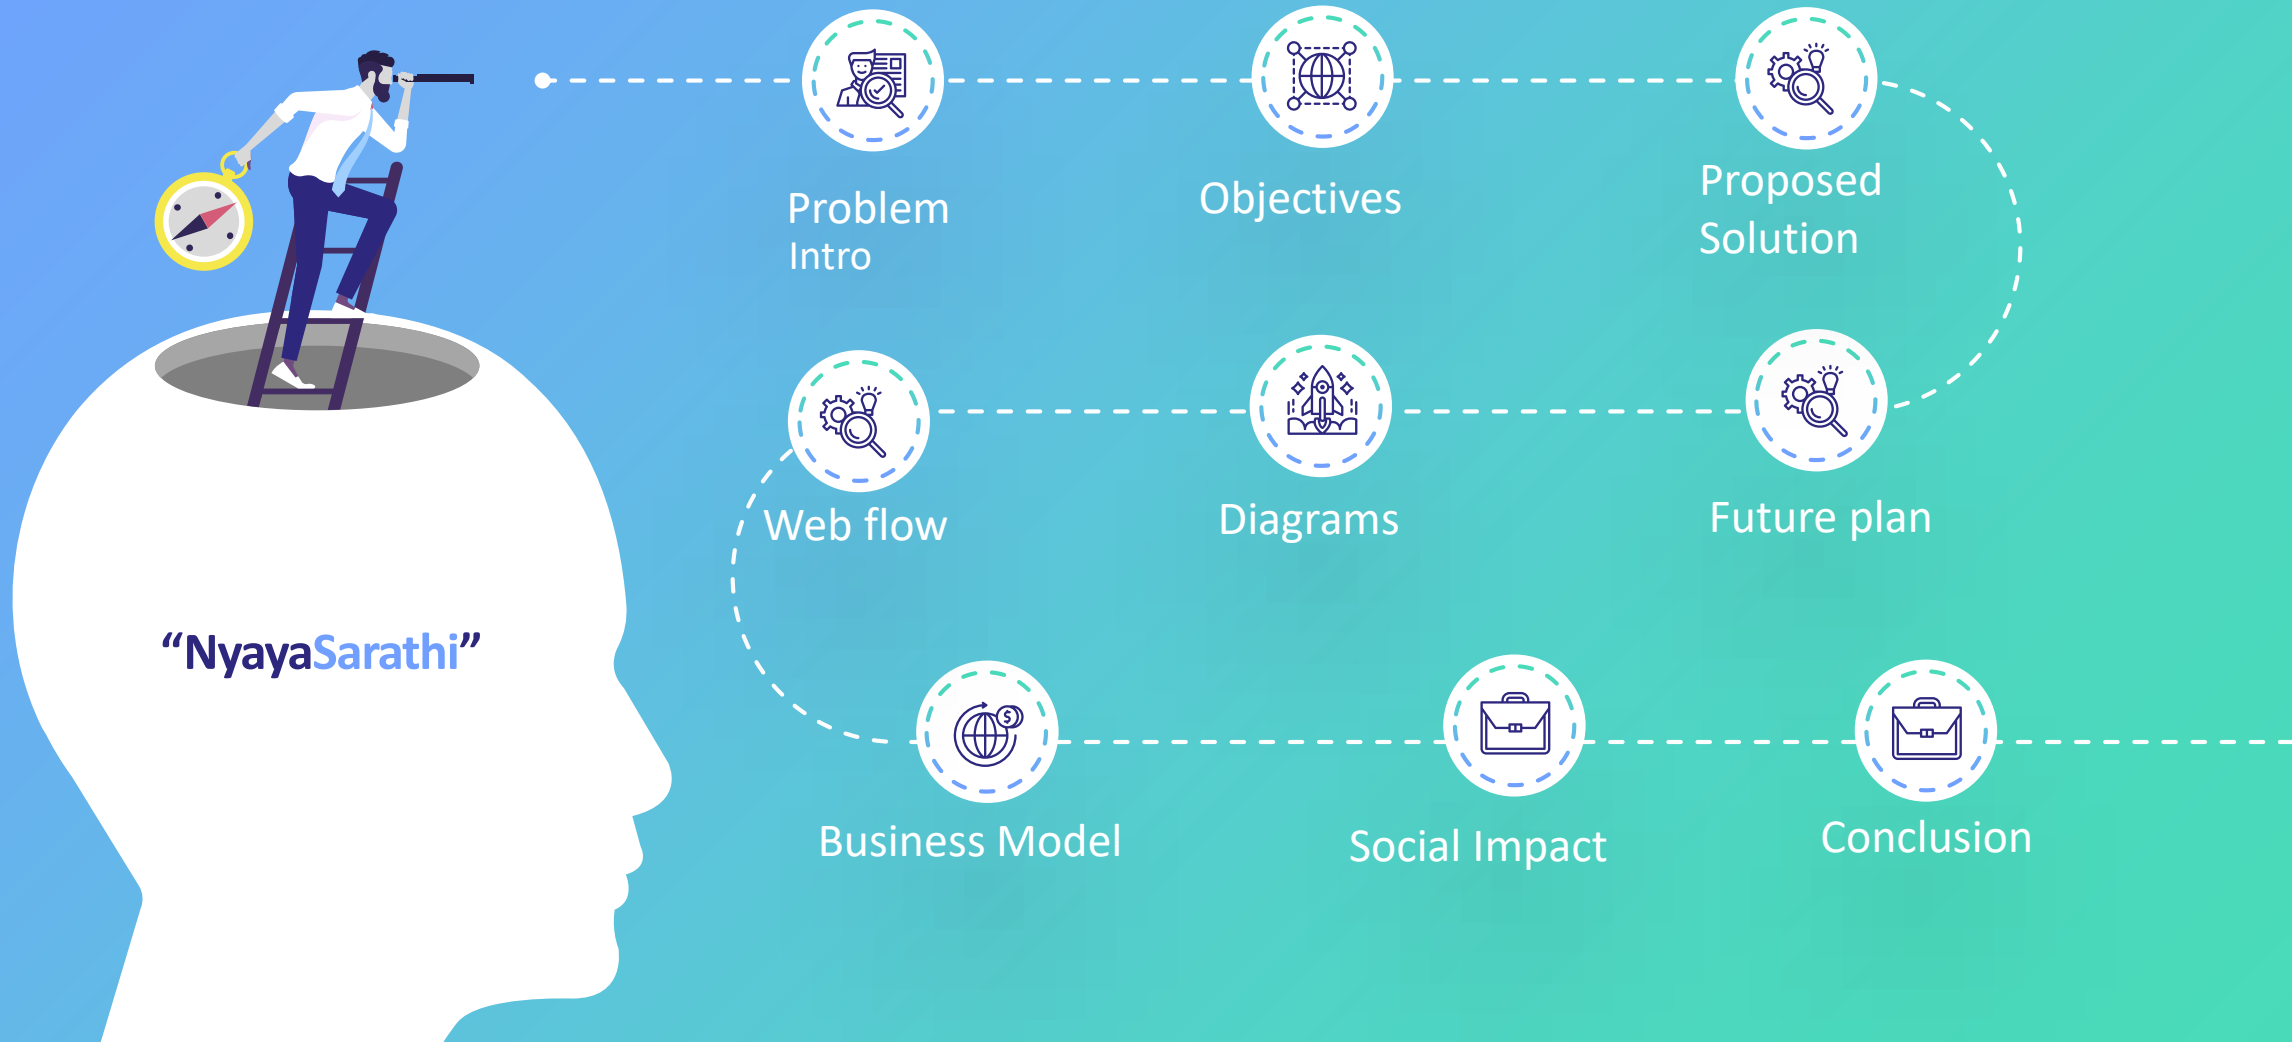 Problem
Intro
Objectives
Proposed
Solution
Web flow
Diagrams
Future plan
“NyayaSarathi”
Business Model
Social Impact
Conclusion